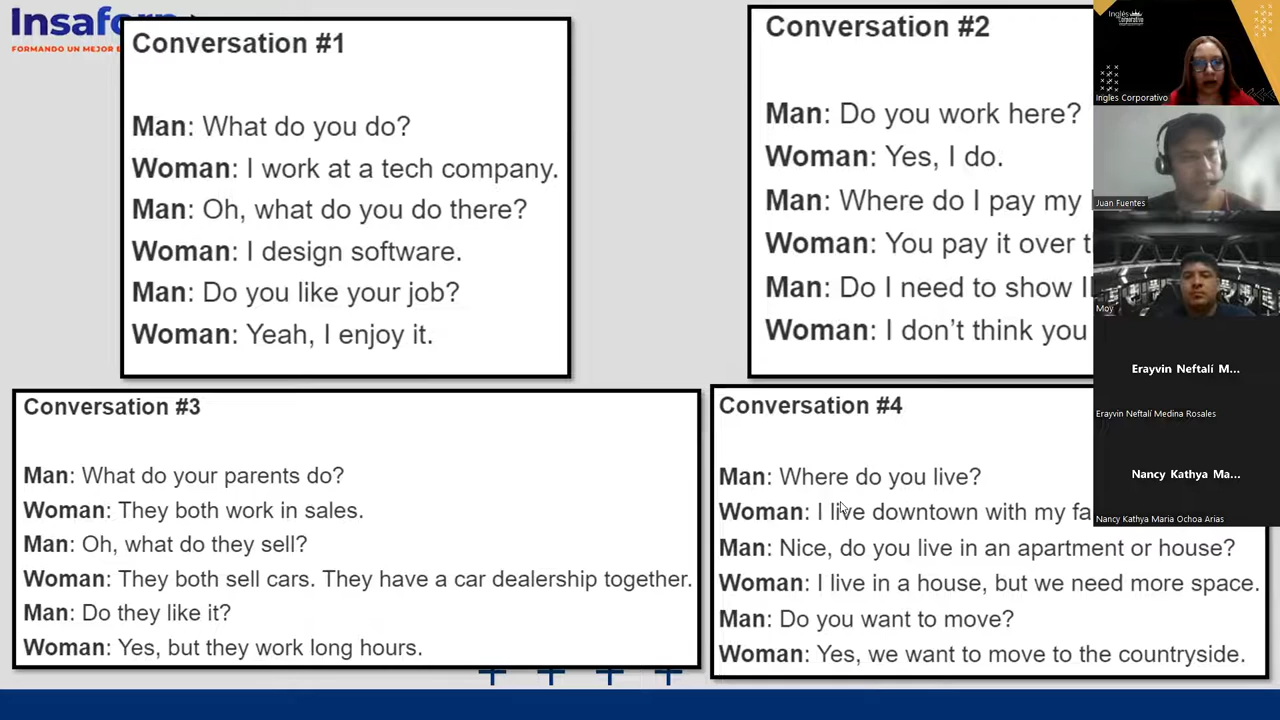 Insafo
FORMANDO UN MEJOR
Conversation #1
Man: What do you do?
Woman: I work at a tech company.
Man: Oh, what do you do there?
Woman: I design software.
Man: Do you like your job?
Woman: Yeah, I enjoy it.
Conversation #2
Man: Do you work here?
Woman: Yes, I do.
Man: Where do I pay my
Woman: You pay it over
Man: Do I need to show
Woman: I don’t think you
Conversation #3
Man: What do your parents do?
Woman: They both work in sales.
Man: Oh, what do they sell?
Woman: They both sell cars. They have a car dealership together.
Man: Do they like it?
Woman: Yes, but they work long hours.
Conversation #4
Man: Where do you live?
Woman: I live downtown with my
Man: Nice, do you live in an apartment or house?
Woman: I live in a house, but we need more space.
Man: Do you want to move?
Woman: Yes, we want to move to the countryside.
Inglés
Corporativo
Ingles Corporativo
Juan Fuentes
Moy
Erayvin Neftalí M...
Erayvin Neftalí Medina Rosales
Nancy Kathya Ma...
Nancy Kathya Maria Ochoa Arias